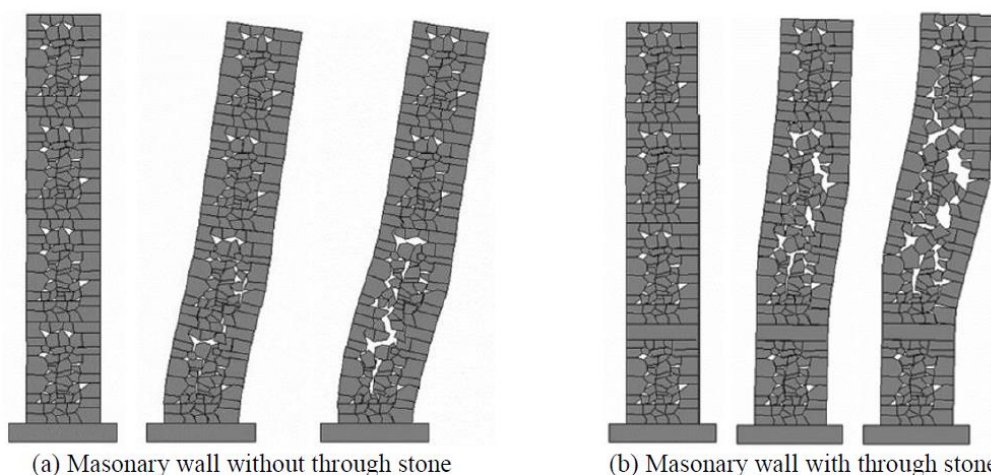 (a) Masonary wall without through stone
(b) Masonary wall with through stone